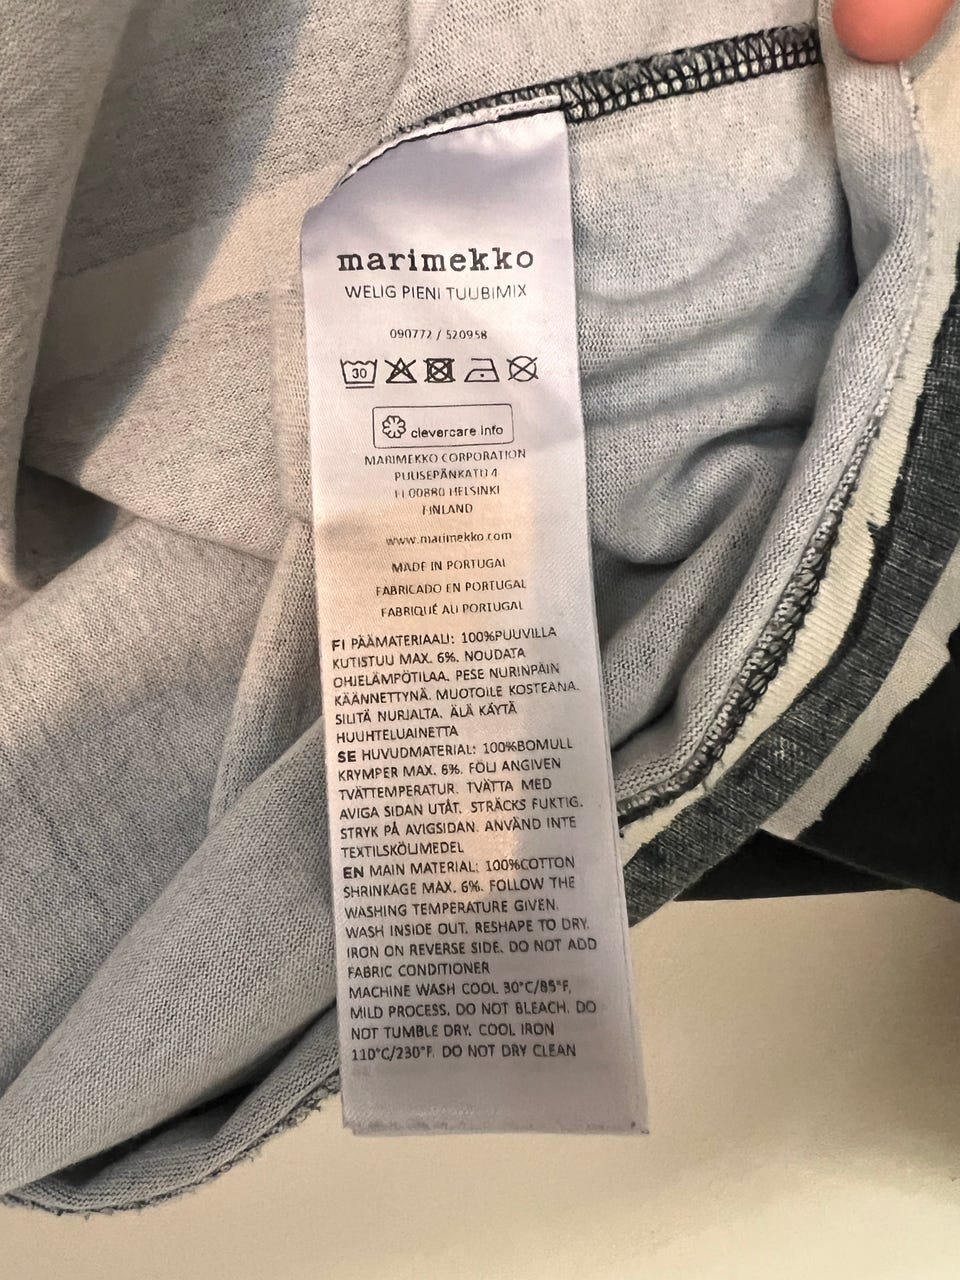 marimekko
WELIG PIENI TUUBIMIX
090772 / 520958
30
clevercare info
MARIMEKKO CORPORATION
PUUSEPÄNKATU 4
FI 00880 HELSINKI
FINLAND
www.marimekko.com
MADE IN PORTUGAL
FABRICADO EN PORTUGAL
FABRIQUÉ AU PORTUGAL
FI PÄÄMATERIAALI: 100%PUUVILLA
KUTISTUU MAX. 6%. NOUDATA
OHJELÄMPÖTILAA. PESE NURINPÄIN
KÄÄNNETTYNÄ. MUOTOILE KOSTEANA.
SILITÄ NURJALTA. ÄLÄ KÄYTÄ
HUUHTELUAINETTA
SE HUVUDMATERIAL: 100%BOMULL
KRYMPER MAX. 6%. FÖLJ ANGIVEN
TVÄTTEMPERATUR. TVÄTTA MED
AVIGA SIDAN UTÅT. STRÄCKS FUKTIG.
STRYK PÅ AVIGSIDAN. ANVÄND INTE
TEXTILSKÖLJMEDEL
EN MAIN MATERIAL: 100%COTTON
SHRINKAGE MAX. 6%. FOLLOW THE
WASHING TEMPERATURE GIVEN.
WASH INSIDE OUT. RESHAPE TO DRY.
IRON ON REVERSE SIDE. DO NOT ADD
FABRIC CONDITIONER
MACHINE WASH COOL 30°C/85°F,
MILD PROCESS. DO NOT BLEACH. DO
NOT TUMBLE DRY. COOL IRON
110°C/230°F. DO NOT DRY CLEAN